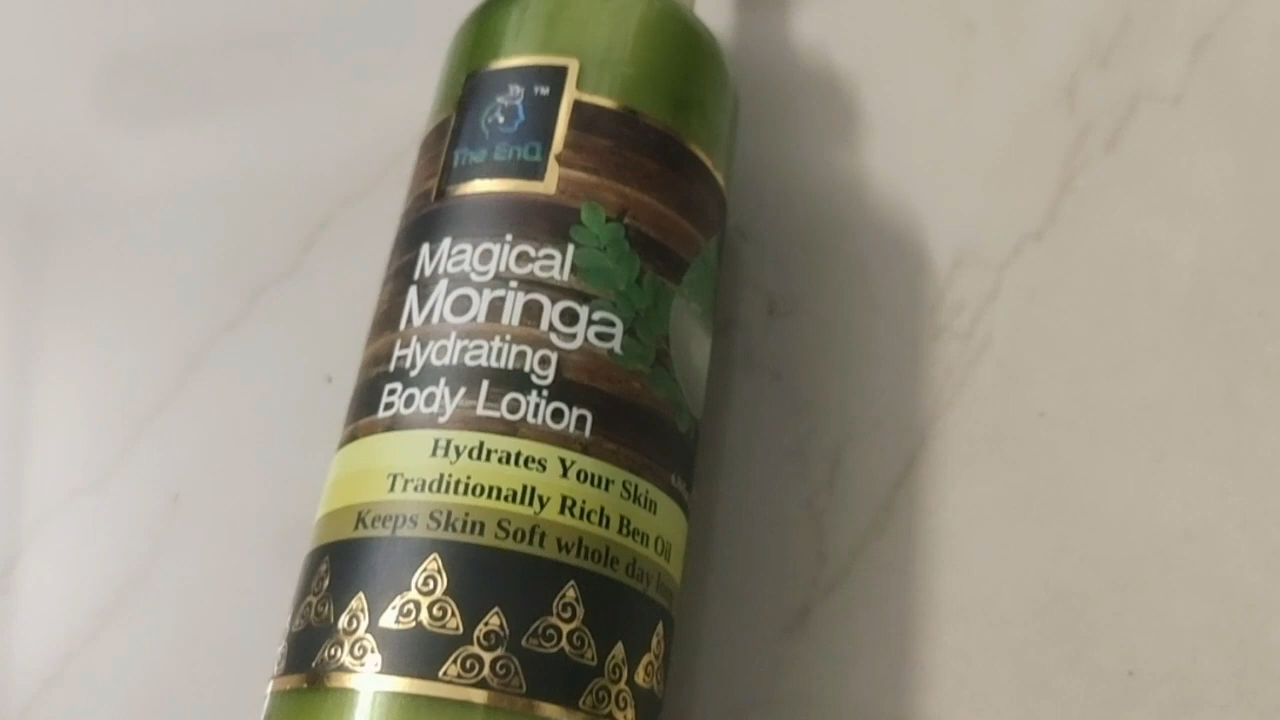 TM
The EnQ
Magical
Moringa
Hydrating
Body Lotion
Hydrates Your Skin
Traditionally Rich Ben Oil
Keeps Skin Soft whole day